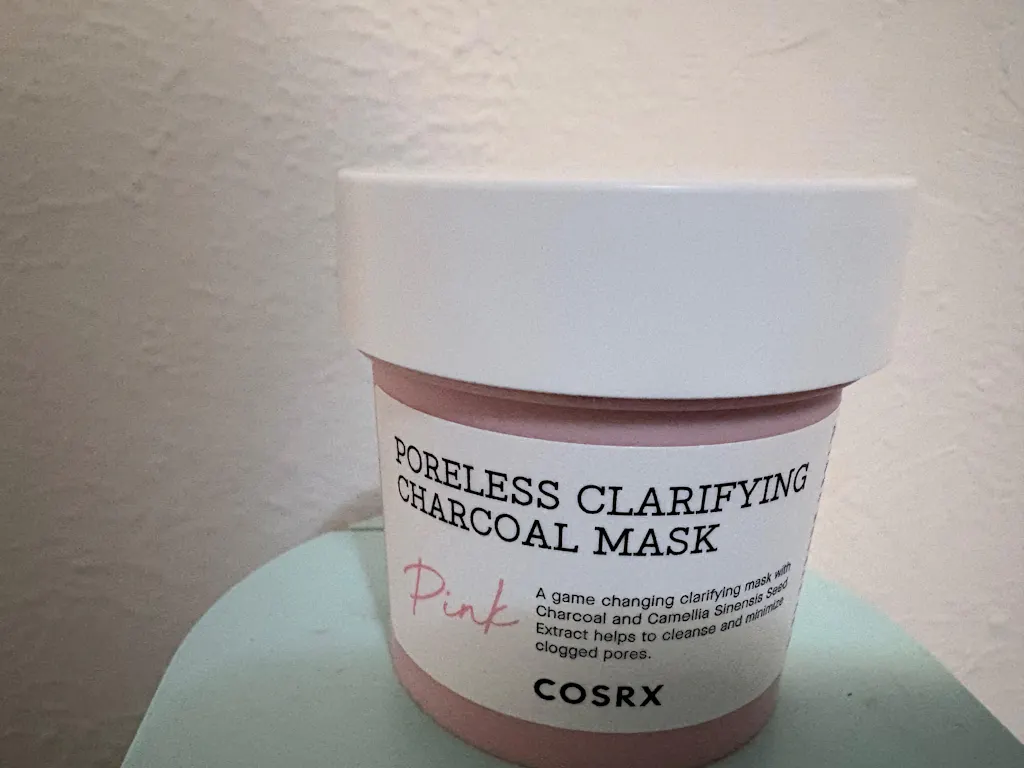 PORELESS CLARIFYING
CHARCOAL MASK
Pink
A game changing clarifying mask with
Charcoal and Camellia Sinensis Seed
Extract helps to cleanse and minimize
clogged pores.
COSRX